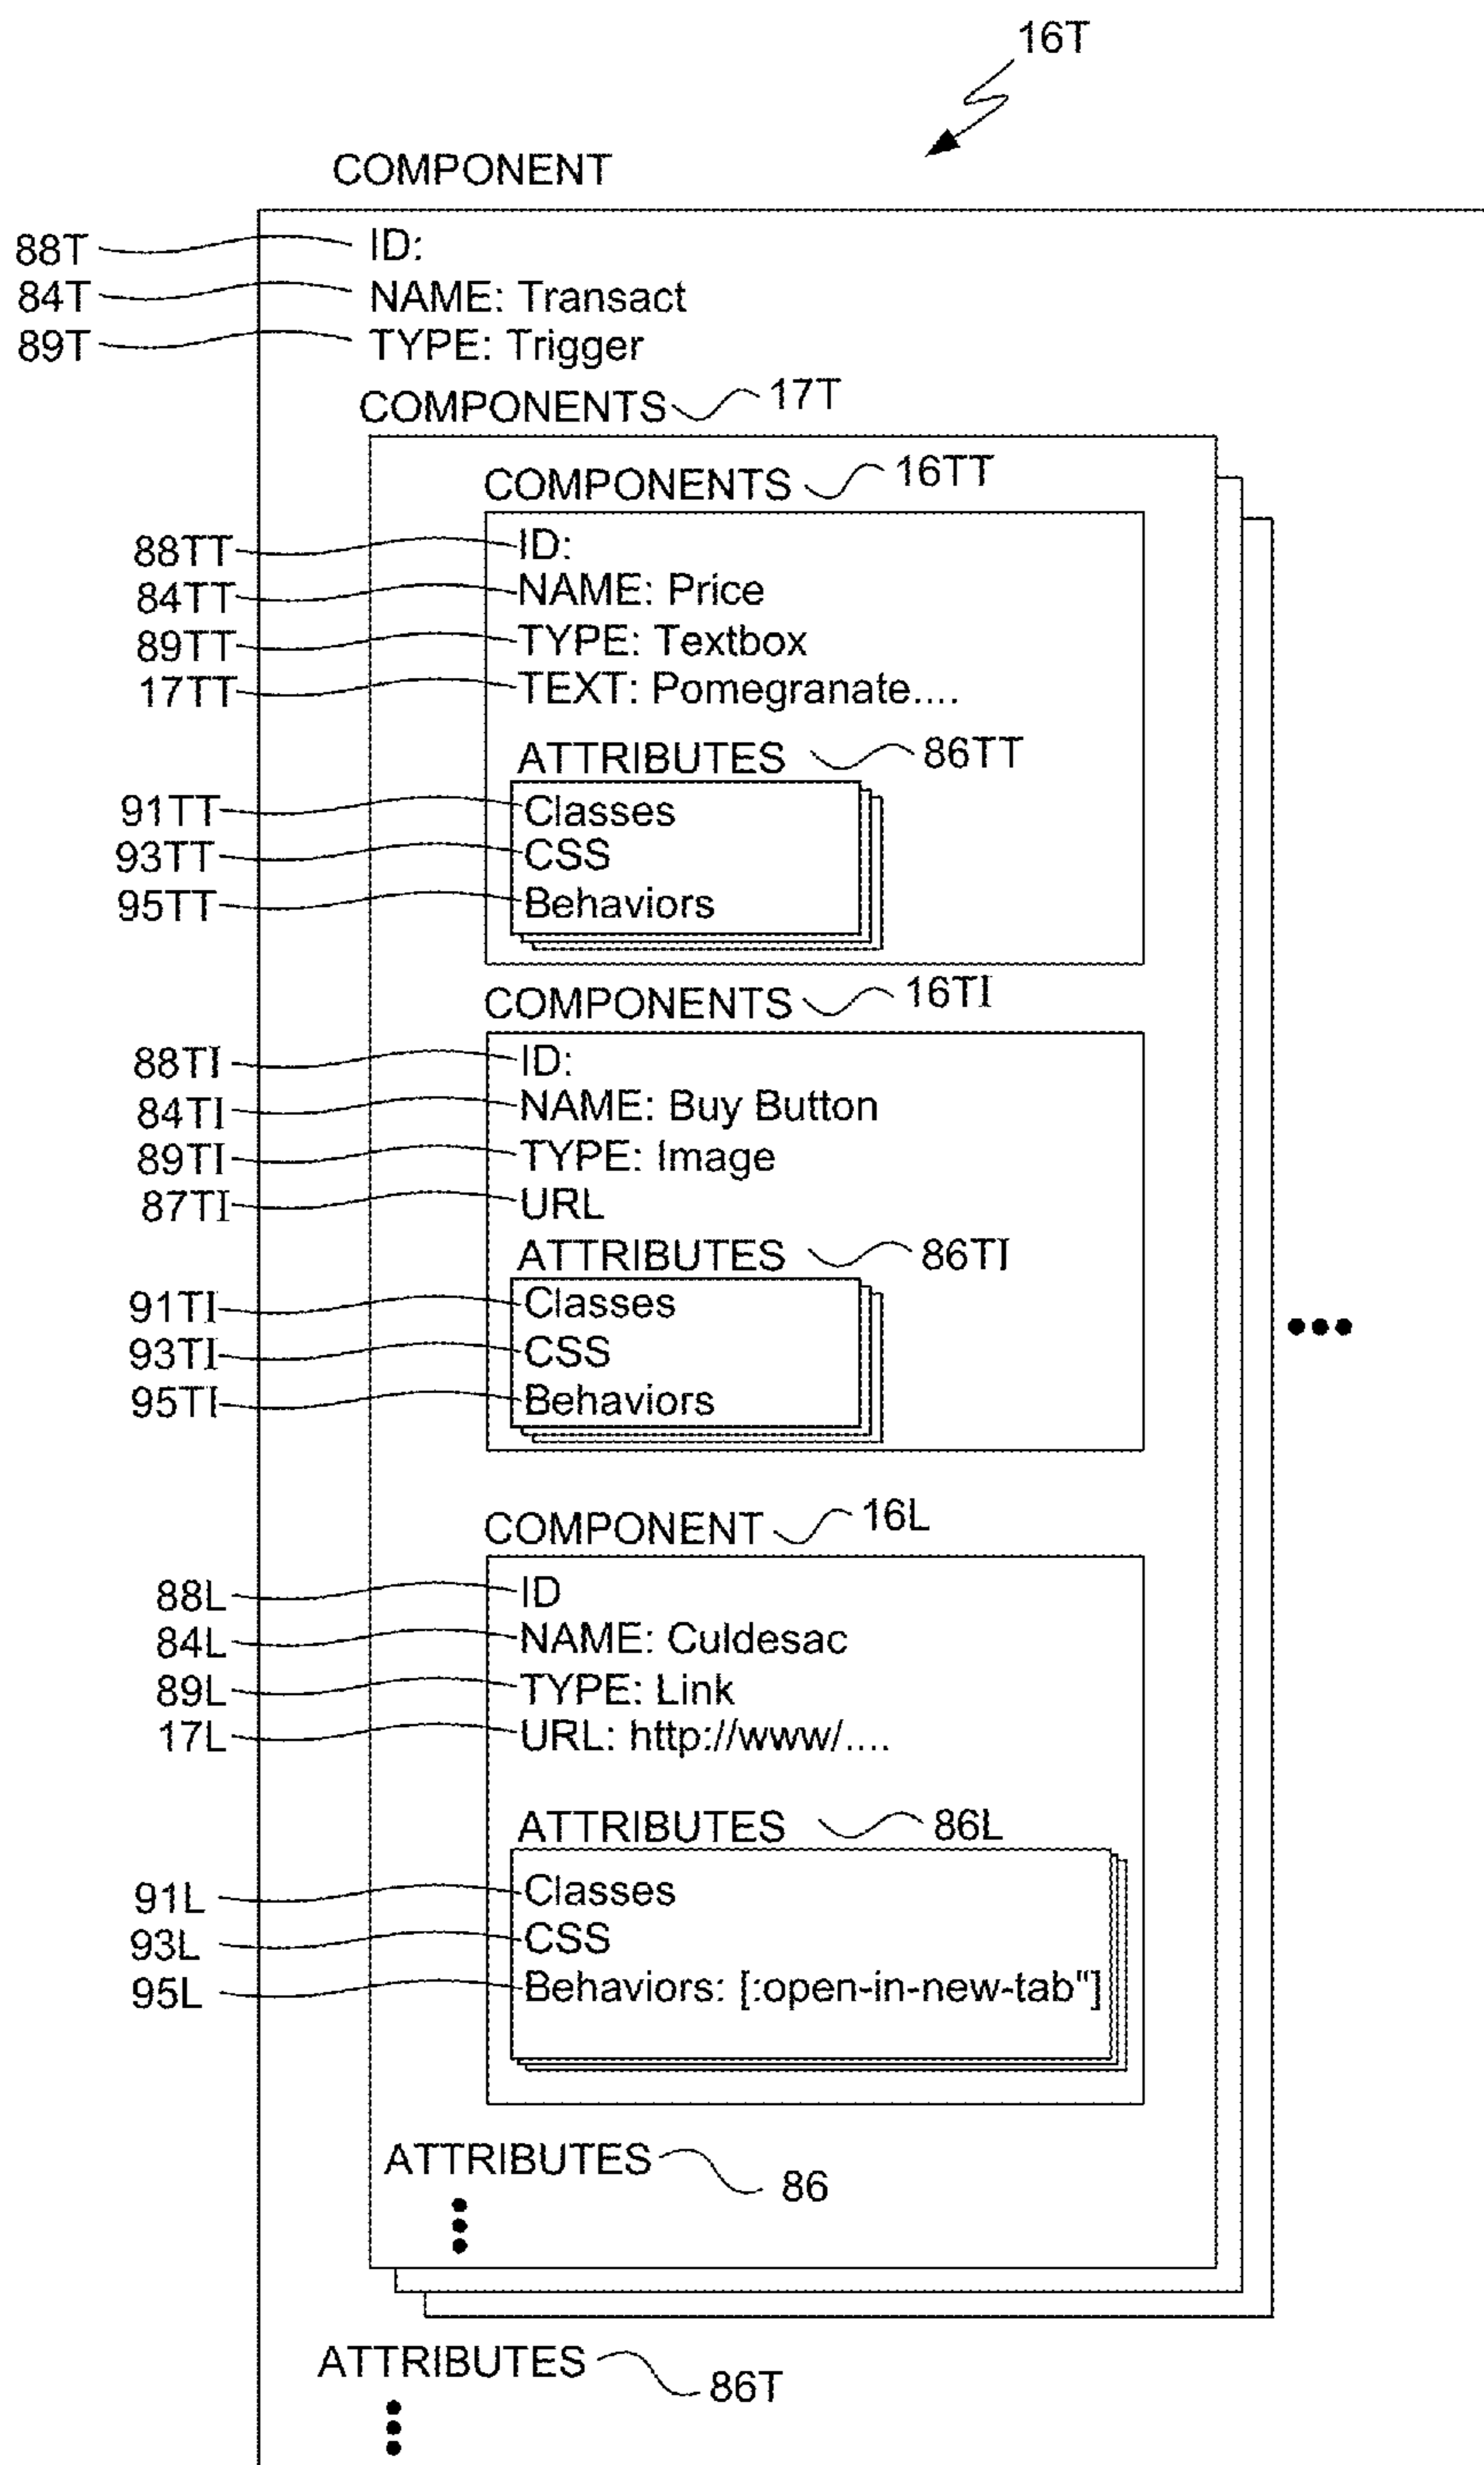 16T
COMPONENT
88T ID:
84T NAME: Transact
89T TYPE: Trigger
COMPONENTS 17T
COMPONENTS 16TT
88TT ID:
84TT NAME: Price
89TT TYPE: Textbox
17TT TEXT: Pomegranate....
ATTRIBUTES 86TT
91TT Classes
93TT CSS
95TT Behaviors
COMPONENTS 16TI
88TI ID:
84TI NAME: Buy Button
89TI TYPE: Image
87TI URL
ATTRIBUTES 86TI
91TI Classes
93TI CSS
95TI Behaviors
COMPONENT 16L
88L ID
84L NAME: Culdesac
89L TYPE: Link
17L URL: http://www/....
ATTRIBUTES 86L
91L Classes
93L CSS
95L Behaviors: [:open-in-new-tab"]
ATTRIBUTES 86
ATTRIBUTES 86T